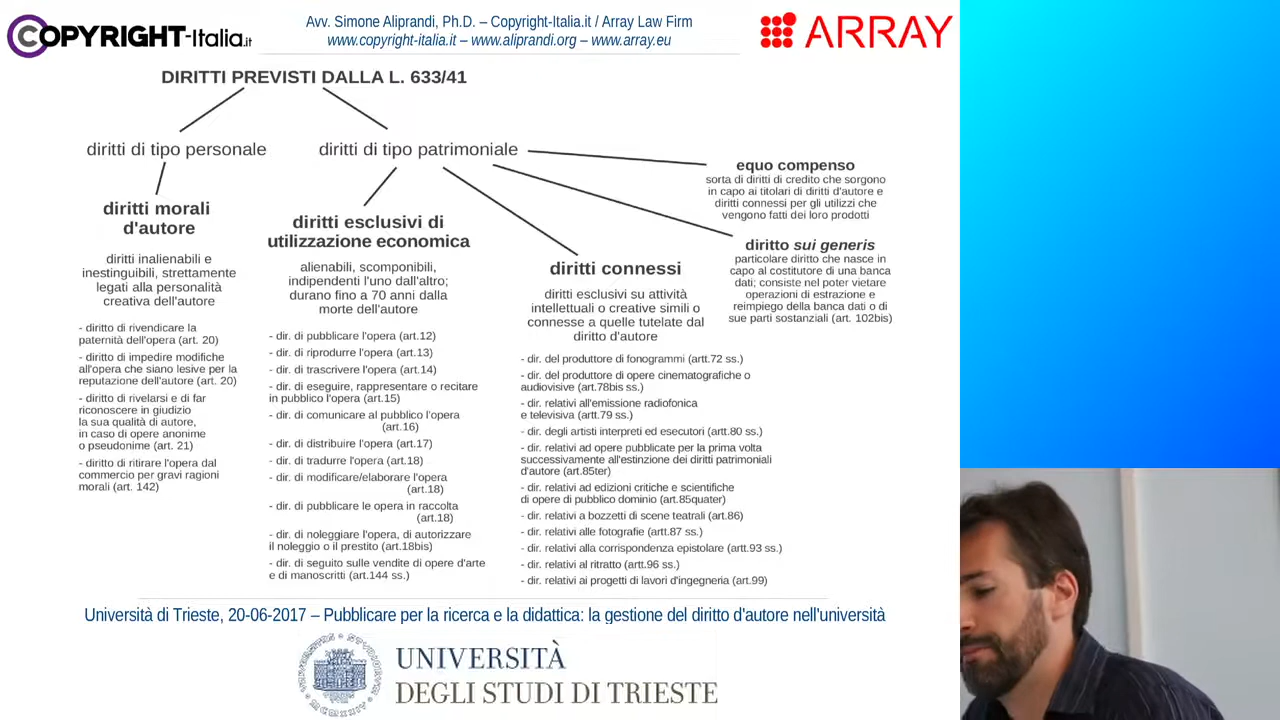 COPYRIGHT-Italia.it
Avv. Simone Aliprandi, Ph.D. – Copyright-Italia.it / Array Law Firm
www.copyright-italia.it – www.aliprandi.org – www.array.eu
ARRAY
DIRITTI PREVISTI DALLA L. 633/41
diritti di tipo personale
diritti di tipo patrimoniale
diritti morali
d'autore
diritti inalienabili e
inestinguibili, strettamente
legati alla personalità
creativa dell'autore
- diritto di rivendicare la
paternità dell'opera (art. 20)
- diritto di impedire modifiche
all'opera che siano lesive per la
reputazione dell'autore (art. 20)
- diritto di rivelarsi e di far
riconoscere in giudizio
la sua qualità di autore,
in caso di opere anonime
o pseudonime (art. 21)
- diritto di ritirare l'opera dal
commercio per gravi ragioni
morali (art. 142)
diritti esclusivi di
utilizzazione economica
alienabili, scomponibili,
indipendenti l'uno dall'altro;
durano fino a 70 anni dalla
morte dell'autore
- dir. di pubblicare l'opera (art.12)
- dir. di riprodurre l'opera (art.13)
- dir. di trascrivere l'opera (art.14)
- dir. di eseguire, rappresentare o recitare
in pubblico l'opera (art.15)
- dir. di comunicare al pubblico l'opera
(art.16)
- dir. di distribuire l'opera (art.17)
- dir. di tradurre l'opera (art.18)
- dir. di modificare/elaborare l'opera
(art.18)
- dir. di pubblicare le opera in raccolta
(art.18)
- dir. di noleggiare l'opera, di autorizzare
il noleggio o il prestito (art.18bis)
- dir. di seguito sulle vendite di opere d'arte
e di manoscritti (art.144 ss.)
diritti connessi
diritti esclusivi su attività
intellettuali o creative simili o
connesse a quelle tutelate dal
diritto d'autore
- dir. del produttore di fonogrammi (artt.72 ss.)
- dir. del produttore di opere cinematografiche o
audiovisive (art.78bis ss.)
- dir. relativi all'emissione radiofonica
e televisiva (artt.79 ss.)
- dir. degli artisti interpreti ed esecutori (artt.80 ss.)
- dir. relativi ad opere pubblicate per la prima volta
successivamente all'estinzione dei diritti patrimoniali
d'autore (art.85ter)
- dir. relativi ad edizioni critiche e scientifiche
di opere di pubblico dominio (art.85quater)
- dir. relativi a bozzetti di scene teatrali (art.86)
- dir. relativi alle fotografie (artt.87 ss.)
- dir. relativi alla corrispondenza epistolare (artt.93 ss.)
- dir. relativi al ritratto (artt.96 ss.)
- dir. relativi ai progetti di lavori d'ingegneria (art.99)
equo compenso
sorta di diritti di credito che sorgono
in capo ai titolari di diritti d'autore e
diritti connessi per gli utilizzi che
vengono fatti dei loro prodotti
diritto sui generis
particolare diritto che nasce in
capo al costitutore di una banca
dati; consiste nel poter vietare
operazioni di estrazione e
reimpiego della banca dati o di
sue parti sostanziali (art. 102bis)
Università di Trieste, 20-06-2017 – Pubblicare per la ricerca e la didattica: la gestione del diritto d'autore nell'università
UNIVERSITÀ
DEGLI STUDI DI TRIESTE